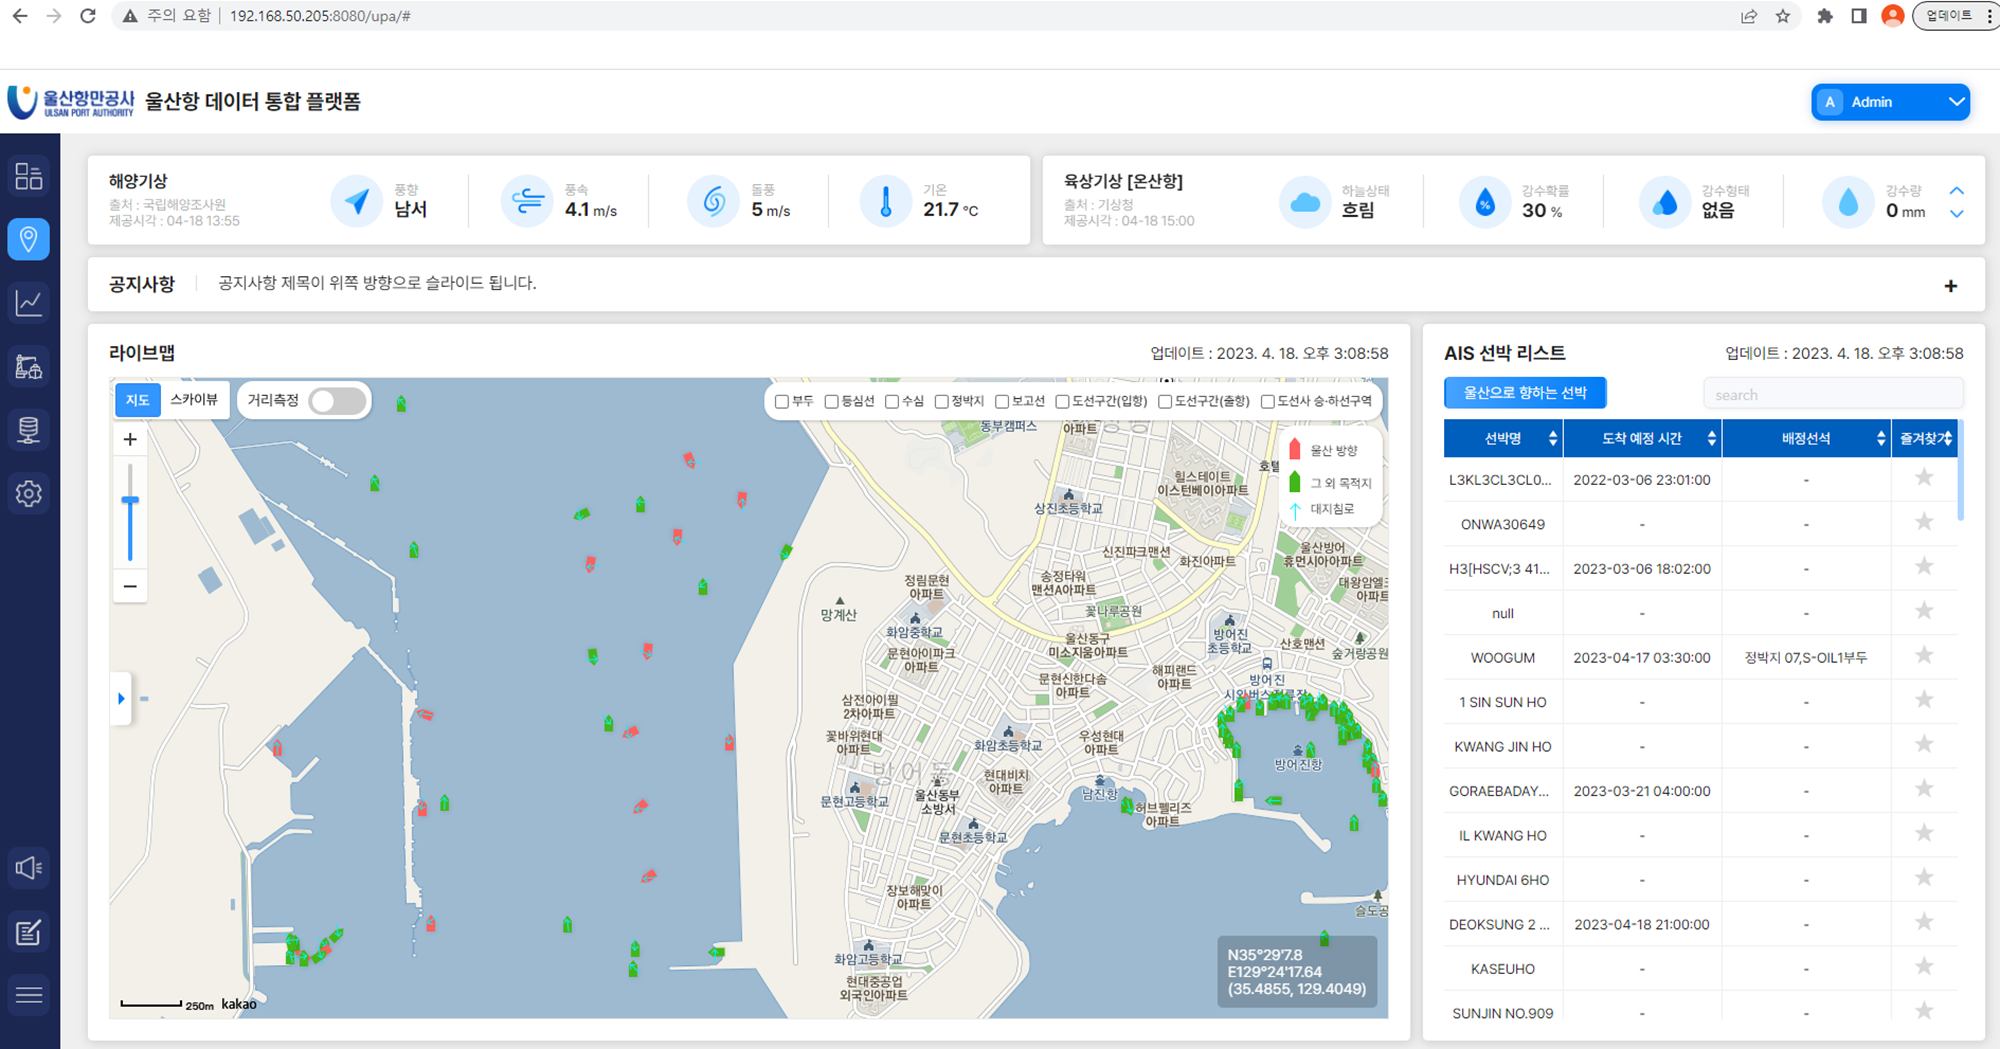 주의 요함 192.168.50.205:8080/upa/#
업데이트
울산항만공사
ULSAN PORT AUTHORITY
울산항 데이터 통합 플랫폼
A Admin
해양기상
출처 : 국립해양조사원
제공시각 : 04-18 13:55
풍향
남서
풍속
4.1 m/s
돌풍
5 m/s
기온
21.7 °C
육상기상 [온산항]
출처 : 기상청
제공시각 : 04-18 15:00
하늘상태
흐림
%
강수확률
30 %
강수형태
없음
강수량
0 mm
공지사항 공지사항 제목이 위쪽 방향으로 슬라이드 됩니다. +
라이브맵 업데이트 : 2023. 4. 18. 오후 3:08:58
지도 스카이뷰 거리측정
부두 등심선 수심 정박지 보고선 도선구간(입항) 도선구간(출항) 도선사 승·하선구역
+
−
울산 방향
그 외 목적지
대지침로
동부캠퍼스
아파트
호텔
힐스테이트
이스턴베이아파트
상진초등학교
신진파크맨션
화진아파트
울산방어
휴먼시아아파트
대왕암엘크
아파트
송정타워
맨션A아파트
정림문현
아파트
꽃나루공원
망계산
화암중학교
방어진
초등학교
산호맨션
울산동구
미소지움아파트
숲거랑공원
문현아이파크
아파트
해피랜드
아파트
방어진
문현신한다솜
아파트
삼전아이필
2차아파트
꽃바위현대
아파트
화암초등학교
우성현대
아파트
방어진항
방어동
현대비치
아파트
남진항
문현고등학교
울산동부
소방서
허브펠리즈
아파트
문현초등학교
장보해맞이
아파트
슬도공
화암고등학교
현대중공업
외국인아파트
N35°29'7.8
E129°24'17.64
(35.4855, 129.4049)
250m kakao
AIS 선박 리스트 업데이트 : 2023. 4. 18. 오후 3:08:58
울산으로 향하는 선박 search
선박명 도착 예정 시간 배정선석 즐겨찾기
L3KL3CL3CL0... 2022-03-06 23:01:00 -
ONWA30649 - -
H3[HSCV;3 41... 2023-03-06 18:02:00 -
null - -
WOOGUM 2023-04-17 03:30:00 정박지 07,S-OIL1부두
1 SIN SUN HO - -
KWANG JIN HO - -
GORAEBADAY... 2023-03-21 04:00:00 -
IL KWANG HO - -
HYUNDAI 6HO - -
DEOKSUNG 2 ... 2023-04-18 21:00:00 -
KASEUHO - -
SUNJIN NO.909 - -